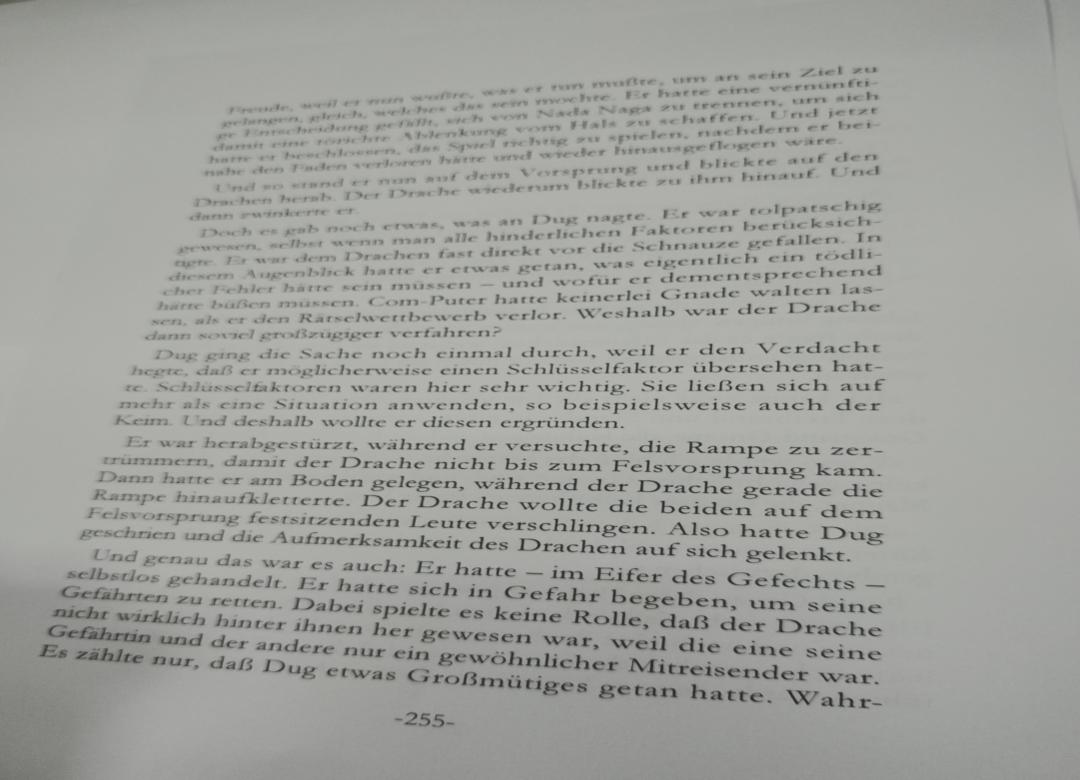 Freude, weil er nun wußte, was er tun mußte, um an sein Ziel zu
gelangen, gleich, welches das sein mochte. Er hatte eine vernünfti-
ge Entscheidung gefällt, sich von Nada Naga zu trennen, um sich
damit eine törichte Ablenkung vom Hals zu schaffen. Und jetzt
hatte er beschlossen, das Spiel richtig zu spielen, nachdem er bei-
nahe den Faden verloren hätte und wieder hinausgeflogen wäre.
Und so stand er nun auf dem Vorsprung und blickte auf den
Drachen herab. Der Drache wiederum blickte zu ihm hinauf. Und
dann zwinkerte er.
Doch es gab noch etwas, was an Dug nagte. Er war tolpatschig
gewesen, selbst wenn man alle hinderlichen Faktoren berücksich-
tigte. Er war dem Drachen fast direkt vor die Schnauze gefallen. In
diesem Augenblick hatte er etwas getan, was eigentlich ein tödli-
cher Fehler hätte sein müssen – und wofür er dementsprechend
hätte büßen müssen. Com-Puter hatte keinerlei Gnade walten las-
sen, als er den Rätselwettbewerb verlor. Weshalb war der Drache
dann soviel großzügiger verfahren?
Dug ging die Sache noch einmal durch, weil er den Verdacht
hegte, daß er möglicherweise einen Schlüsselfaktor übersehen hat-
te. Schlüsselfaktoren waren hier sehr wichtig. Sie ließen sich auf
mehr als eine Situation anwenden, so beispielsweise auch der
Keim. Und deshalb wollte er diesen ergründen.
Er war herabgestürzt, während er versuchte, die Rampe zu zer-
trümmern, damit der Drache nicht bis zum Felsvorsprung kam.
Dann hatte er am Boden gelegen, während der Drache gerade die
Rampe hinaufkletterte. Der Drache wollte die beiden auf dem
Felsvorsprung festsitzenden Leute verschlingen. Also hatte Dug
geschrien und die Aufmerksamkeit des Drachen auf sich gelenkt.
Und genau das war es auch: Er hatte – im Eifer des Gefechts –
selbstlos gehandelt. Er hatte sich in Gefahr begeben, um seine
Gefährten zu retten. Dabei spielte es keine Rolle, daß der Drache
nicht wirklich hinter ihnen her gewesen war, weil die eine seine
Gefährtin und der andere nur ein gewöhnlicher Mitreisender war.
Es zählte nur, daß Dug etwas Großmütiges getan hatte. Wahr-
-255-